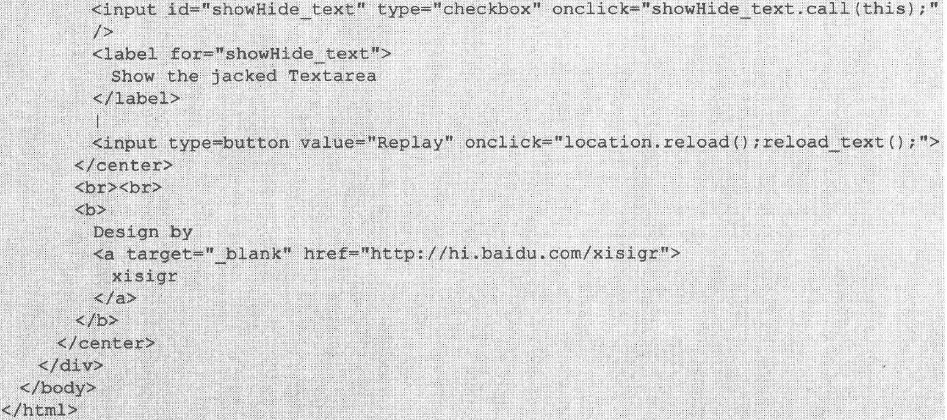 <input id="showHide_text" type="checkbox" onclick="showHide_text.call(this);"
/>
<label for="showHide_text">
Show the jacked Textarea
</label>
|
<input type=button value="Replay" onclick="location.reload();reload_text();">
</center>
<br><br>
<b>
Design by
<a target="_blank" href="http://hi.baidu.com/xisigr">
xisigr
</a>
</b>
</center>
</div>
</body>
</html>